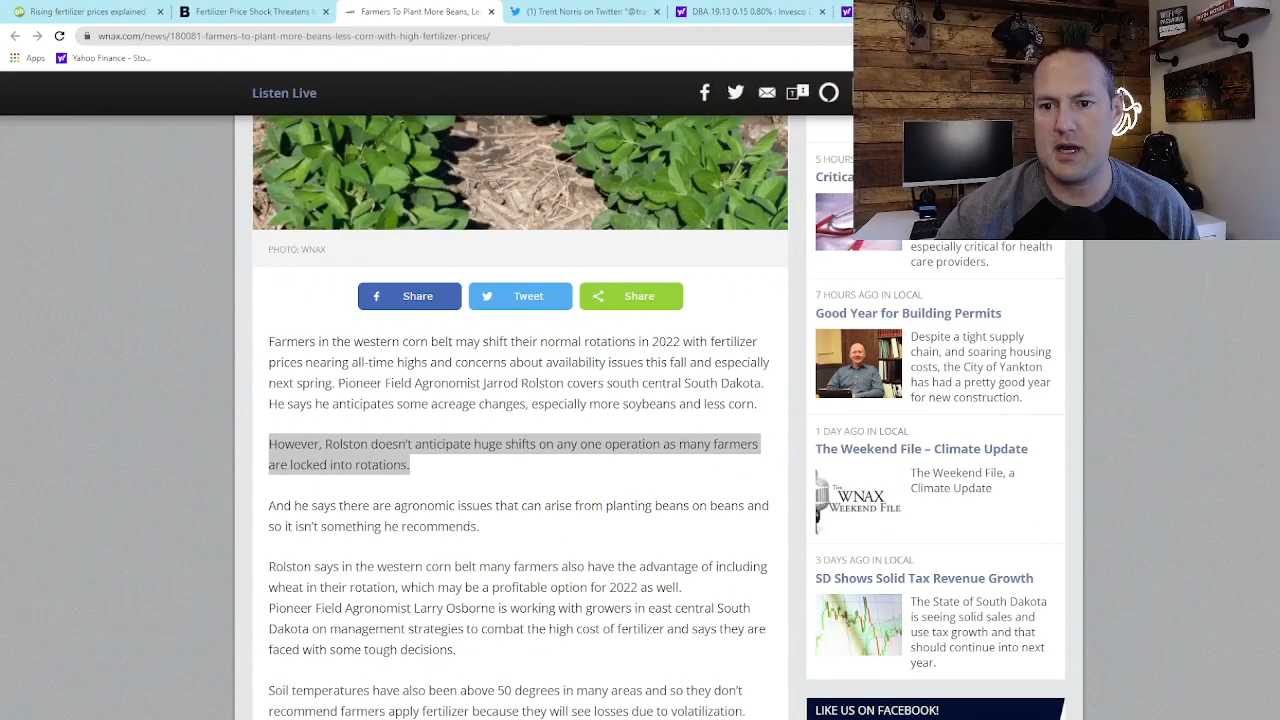 Rising fertilizer prices explained
Fertilizer Price Shock Threatens t
Farmers To Plant More Beans, Le
(1) Trent Norris on Twitter: "@tra
DBA 19.13 0.15 0.80% : Invesco D
wnax.com/news/180081-farmers-to-plant-more-beans-less-corn-with-high-fertilizer-prices/
Apps
Yahoo Finance - Sto...
Listen Live
PHOTO: WNAX
Share
Tweet
Share
Farmers in the western corn belt may shift their normal rotations in 2022 with fertilizer
prices nearing all-time highs and concerns about availability issues this fall and especially
next spring. Pioneer Field Agronomist Jarrod Rolston covers south central South Dakota.
He says he anticipates some acreage changes, especially more soybeans and less corn.
However, Rolston doesn't anticipate huge shifts on any one operation as many farmers
are locked into rotations.
And he says there are agronomic issues that can arise from planting beans on beans and
so it isn't something he recommends.
Rolston says in the western corn belt many farmers also have the advantage of including
wheat in their rotation, which may be a profitable option for 2022 as well.
Pioneer Field Agronomist Larry Osborne is working with growers in east central South
Dakota on management strategies to combat the high cost of fertilizer and says they are
faced with some tough decisions.
Soil temperatures have also been above 50 degrees in many areas and so they don't
recommend farmers apply fertilizer because they will see losses due to volatilization.
5 HOURS
Critica
especially critical for health
care providers.
7 HOURS AGO IN LOCAL
Good Year for Building Permits
Despite a tight supply
chain, and soaring housing
costs, the City of Yankton
has had a pretty good year
for new construction.
1 DAY AGO IN LOCAL
The Weekend File – Climate Update
The
WNAX
WEEKEND FILE
The Weekend File, a
Climate Update
3 DAYS AGO IN LOCAL
SD Shows Solid Tax Revenue Growth
The State of South Dakota
is seeing solid sales and
use tax growth and that
should continue into next
year.
LIKE US ON FACEBOOK!
WIFI
PASSWORD